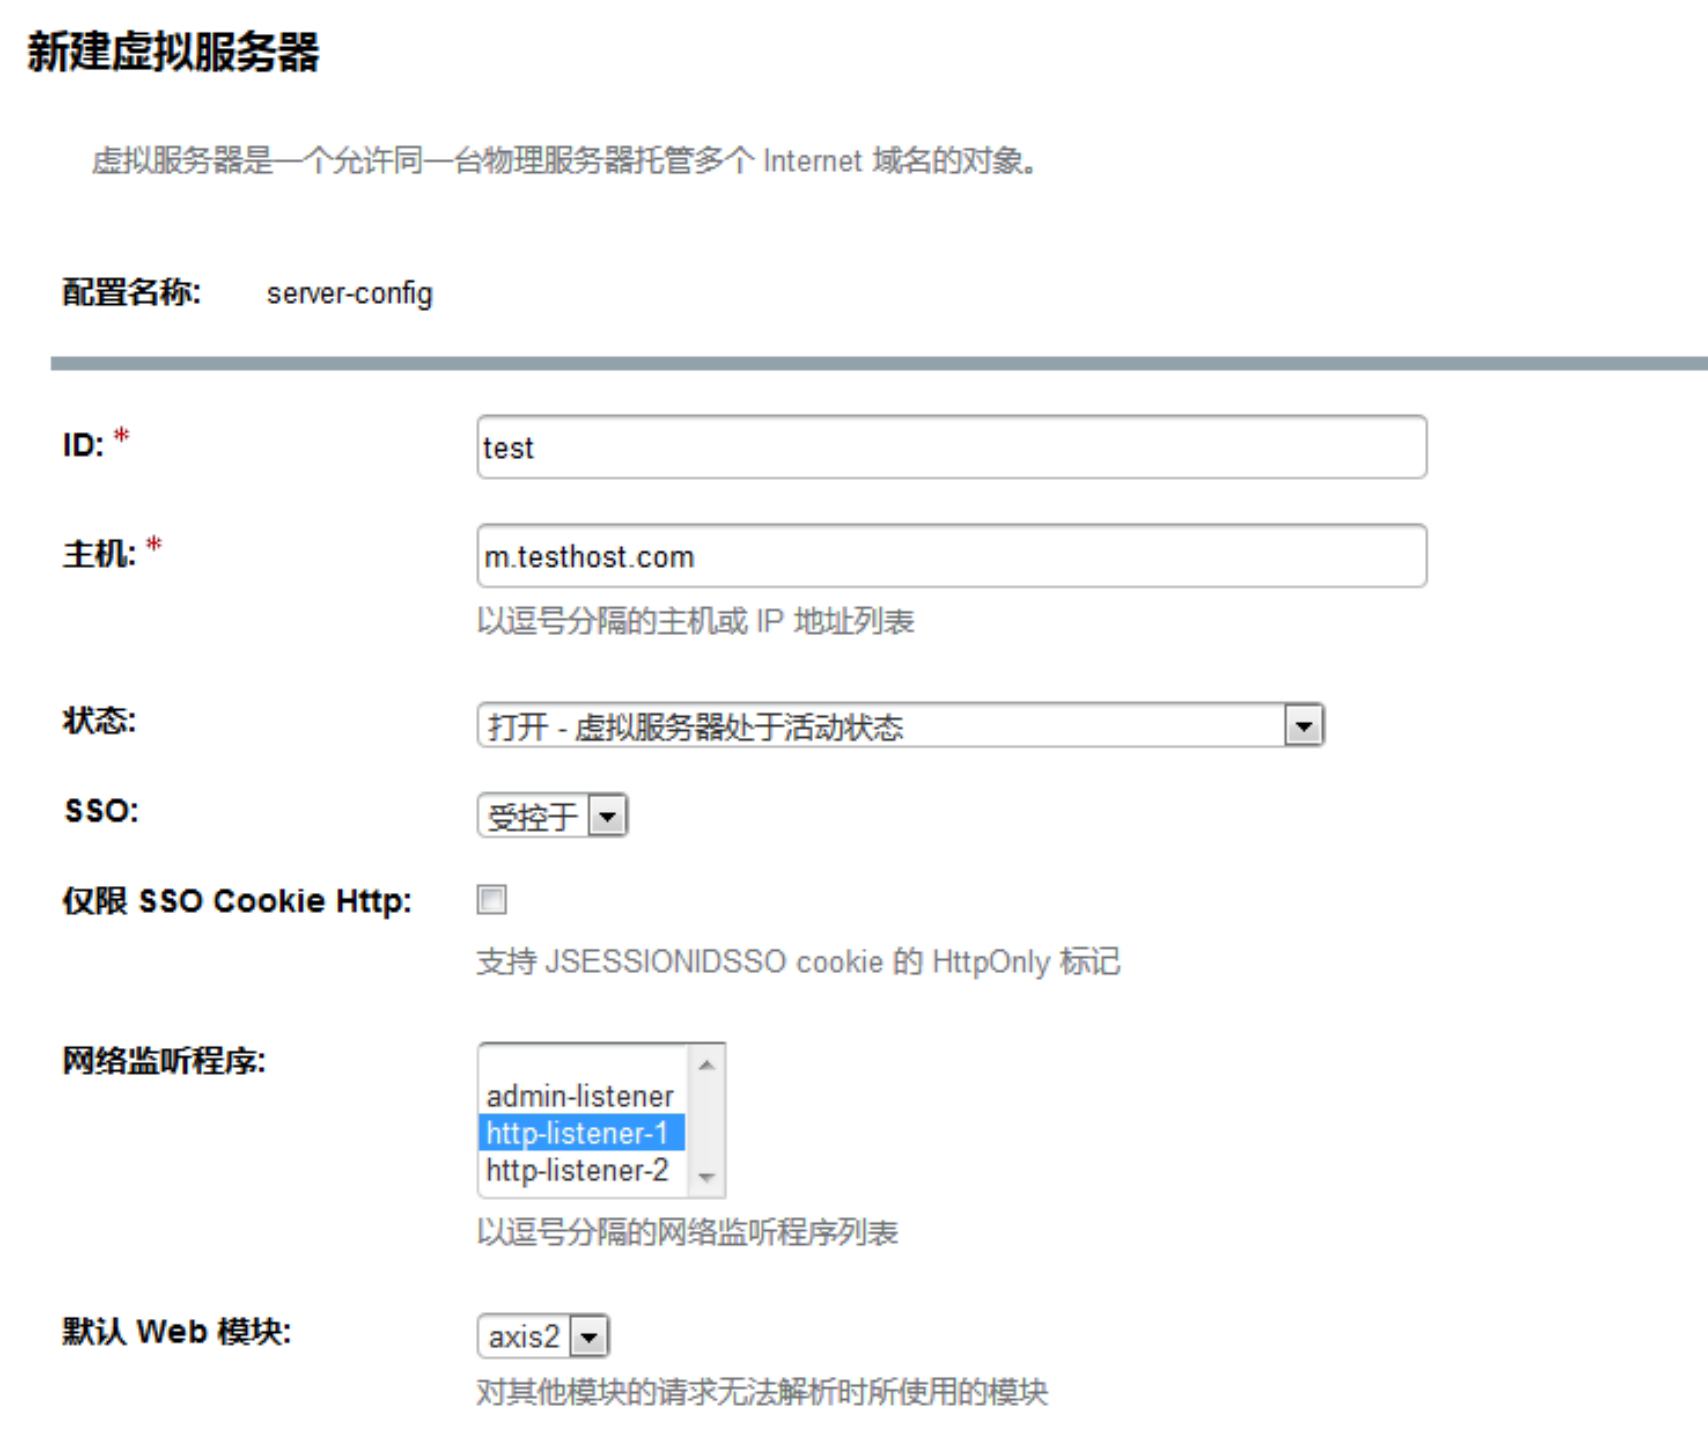 新建虚拟服务器
虚拟服务器是一个允许同一台物理服务器托管多个 Internet 域名的对象。
配置名称: server-config
ID: * test
主机: * m.testhost.com
以逗号分隔的主机或 IP 地址列表
状态: 打开 - 虚拟服务器处于活动状态
SSO: 受控于
仅限 SSO Cookie Http:
支持 JSESSIONIDSSO cookie 的 HttpOnly 标记
网络监听程序:
admin-listener
http-listener-1
http-listener-2
以逗号分隔的网络监听程序列表
默认 Web 模块: axis2
对其他模块的请求无法解析时所使用的模块